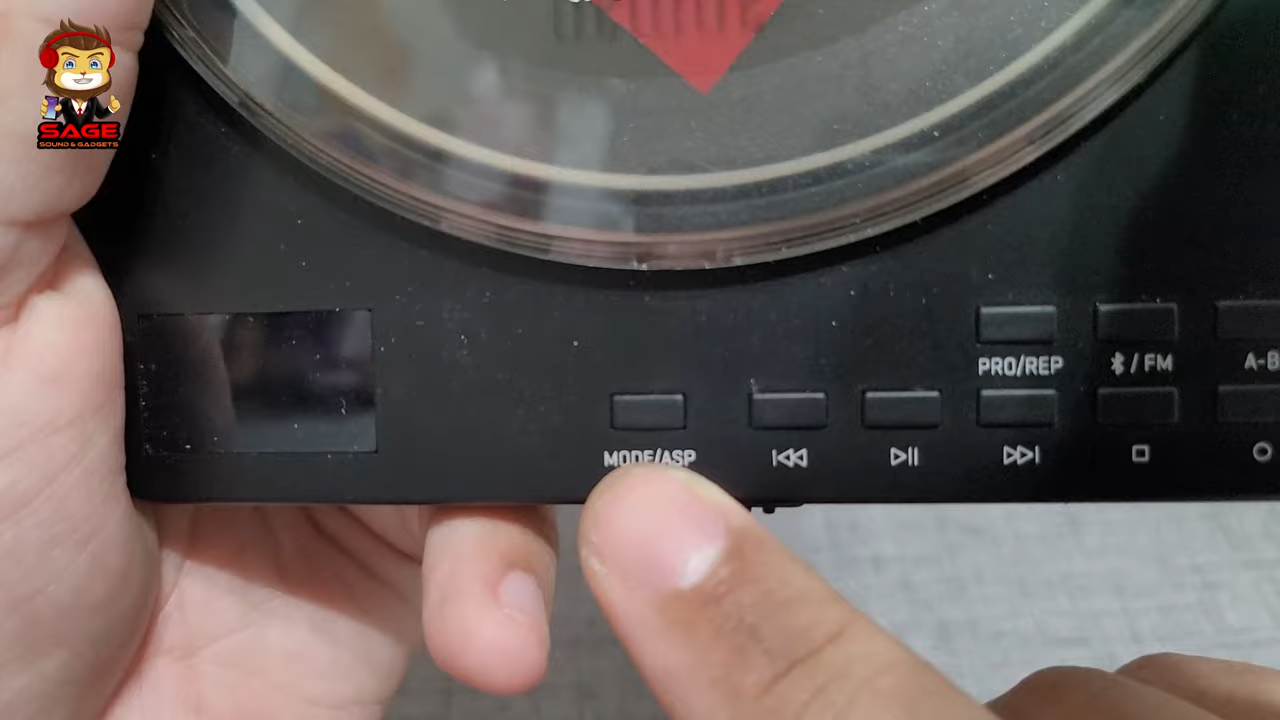 SAGE
SOUND & GADGETS
PRO/REP
/ FM
A-B
MODE/ASP